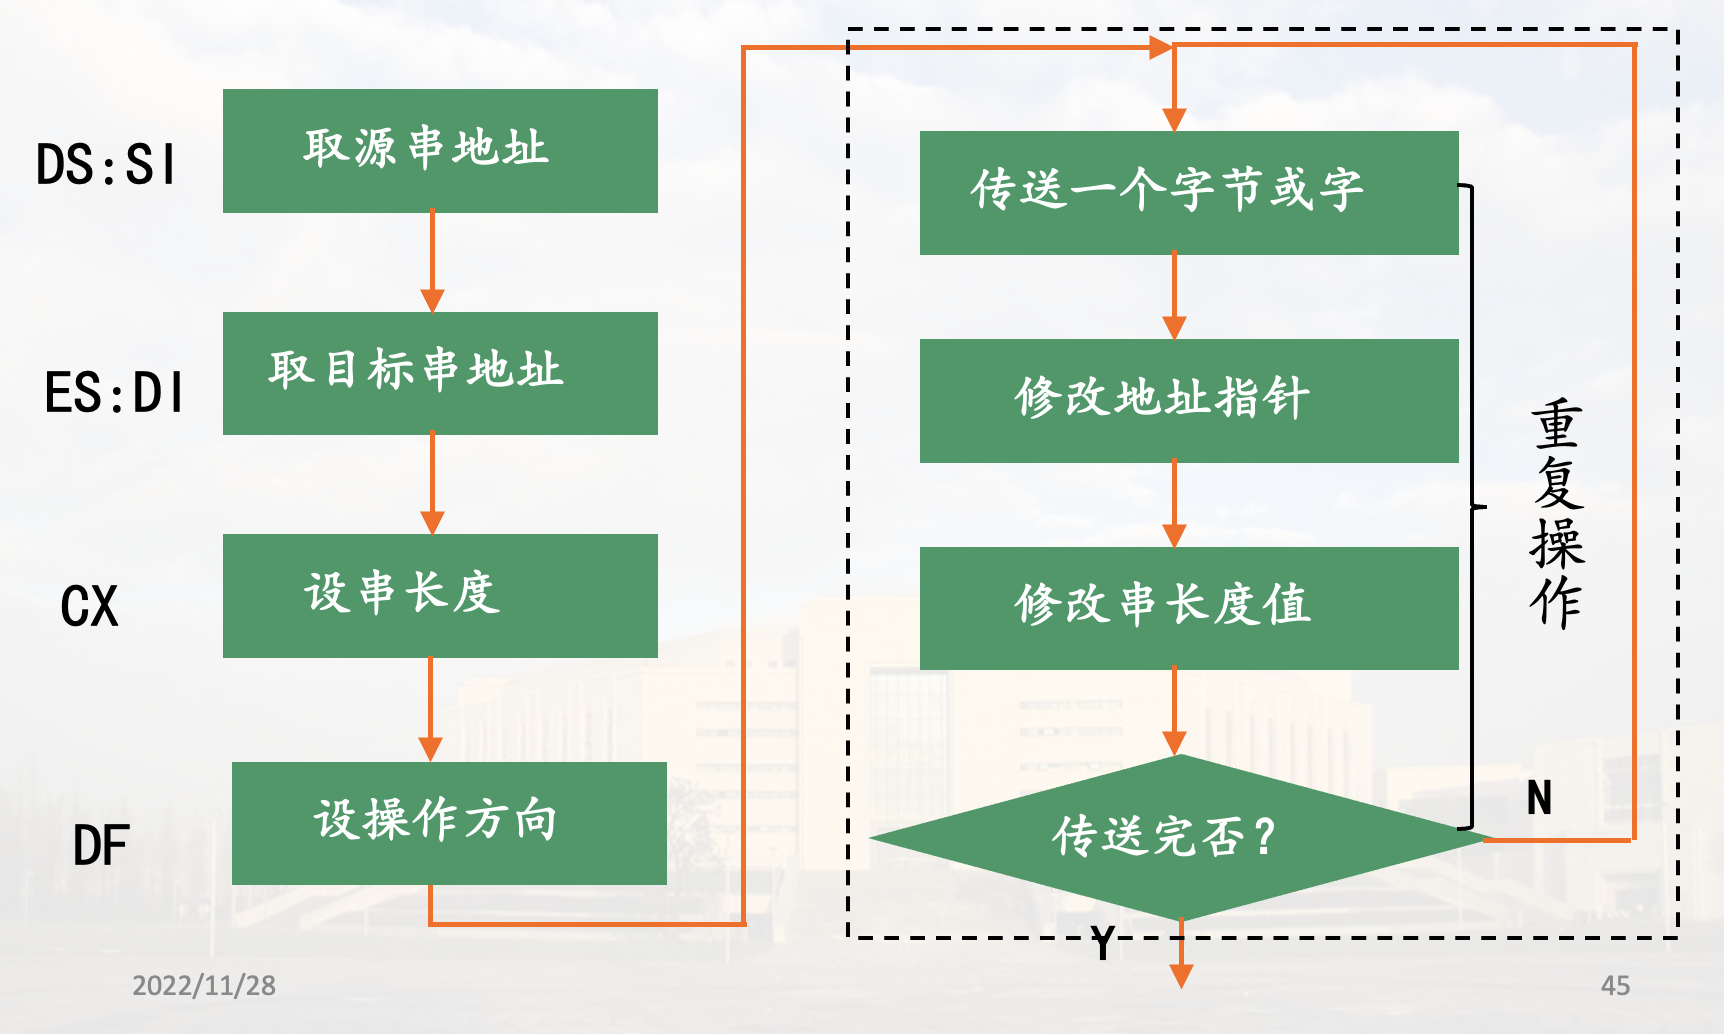 DS:SI
取源串地址
ES:DI
取目标串地址
CX
设串长度
DF
设操作方向
传送一个字节或字
修改地址指针
修改串长度值
传送完否?
重复操作
N
Y
2022/11/28
45